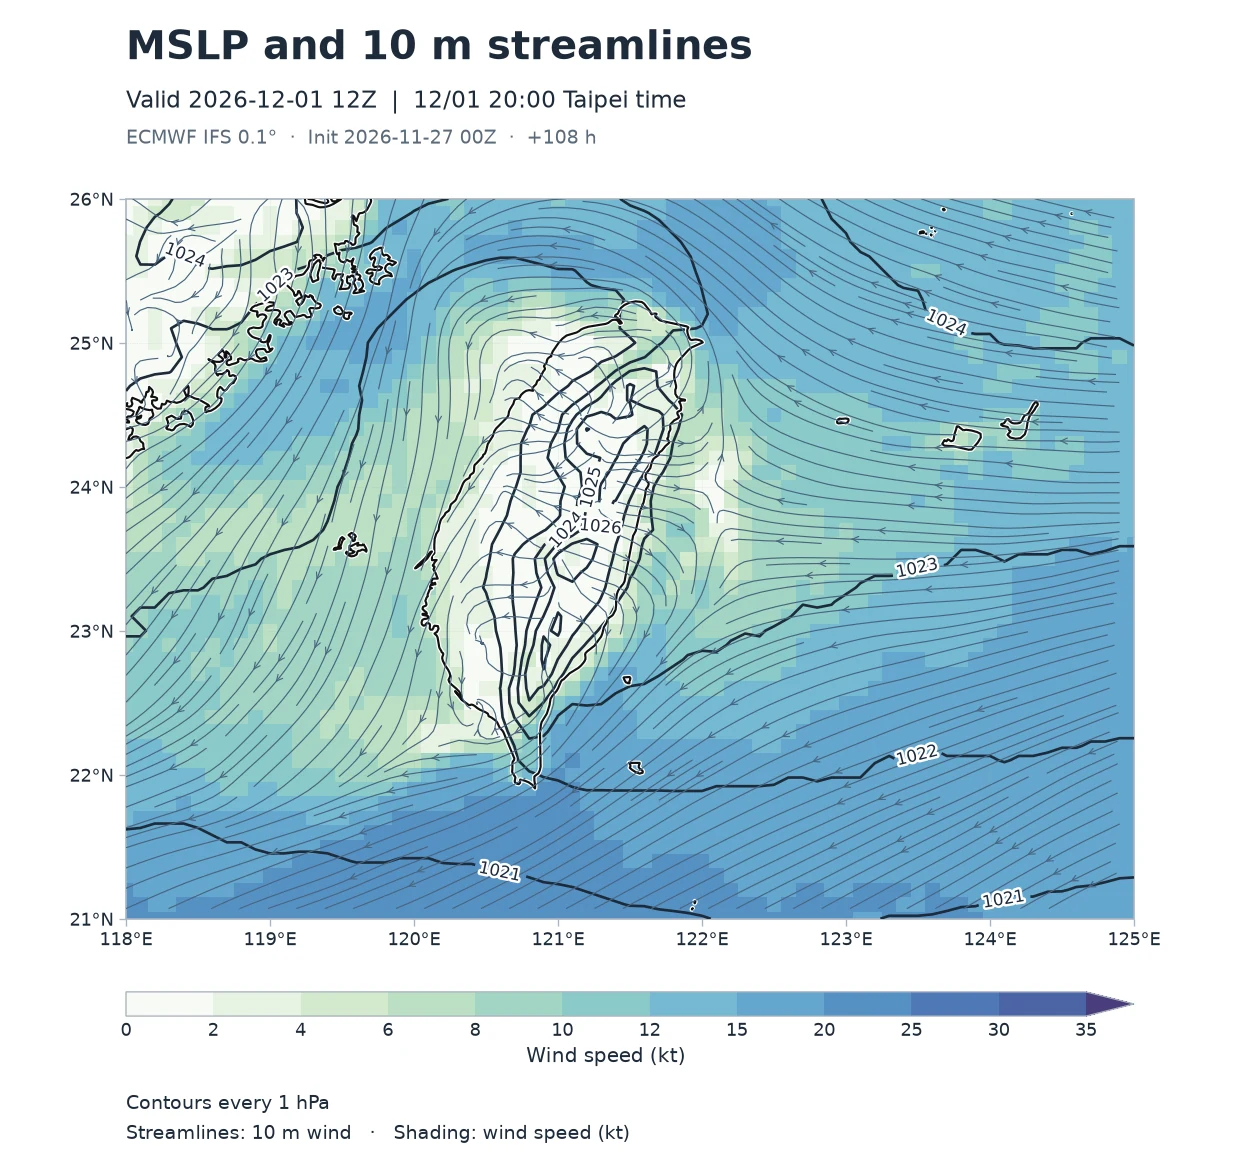 MSLP and 10 m streamlines
Valid 2026-12-01 12Z | 12/01 20:00 Taipei time
ECMWF IFS 0.1° · Init 2026-11-27 00Z · +108 h
26°N
1024
1023
25°N
1024
24°N
1025
1024
1026
1023
23°N
1022
22°N
1021
1021
21°N
118°E 119°E 120°E 121°E 122°E 123°E 124°E 125°E
0 2 4 6 8 10 12 15 20 25 30 35
Wind speed (kt)
Contours every 1 hPa
Streamlines: 10 m wind · Shading: wind speed (kt)